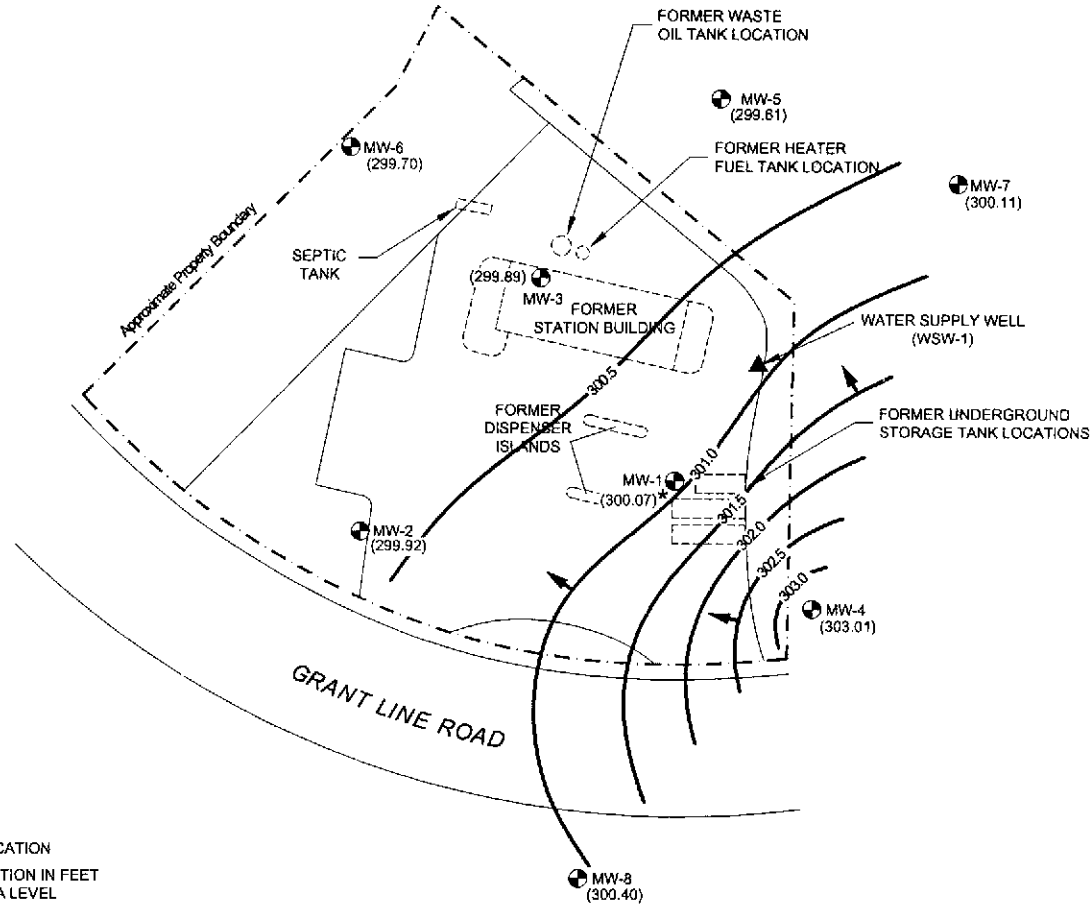 FORMER WASTE
OIL TANK LOCATION
MW-5
(299.61)
MW-6
(299.70)
FORMER HEATER
FUEL TANK LOCATION
MW-7
(300.11)
Approximate Property Boundary
SEPTIC
TANK
(299.89)
MW-3
FORMER
STATION BUILDING
WATER SUPPLY WELL
(WSW-1)
300.5
FORMER
DISPENSER
ISLANDS
FORMER UNDERGROUND
STORAGE TANK LOCATIONS
301.0
MW-1
(300.07)*
301.5
MW-2
(299.92)
302.0
302.5
303.0
MW-4
(303.01)
GRANT LINE ROAD
CATION
TION IN FEET
A LEVEL
MW-8
(300.40)